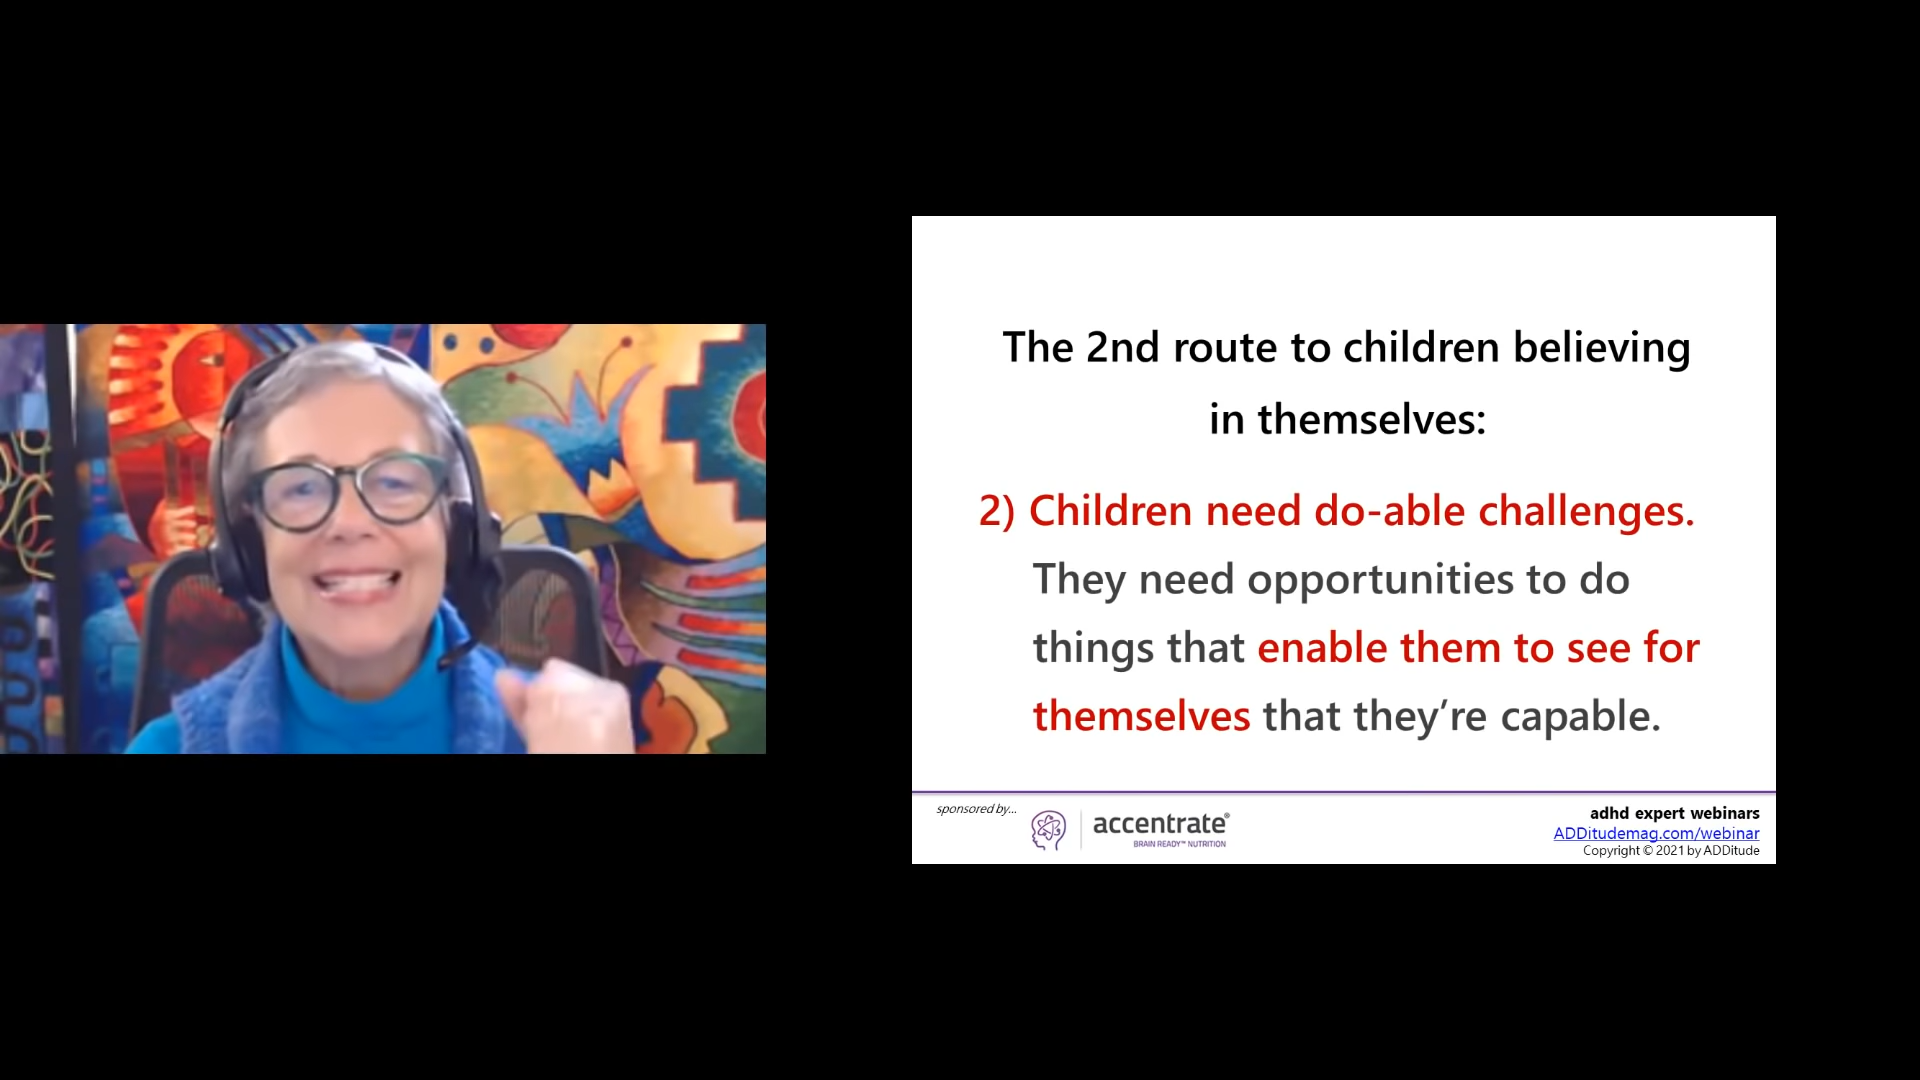 The 2nd route to children believing
in themselves:
2) Children need do-able challenges.
They need opportunities to do
things that enable them to see for
themselves that they’re capable.
sponsored by...
accentrate®
BRAIN READY™ NUTRITION
adhd expert webinars
ADDitudemag.com/webinar
Copyright © 2021 by ADDitude